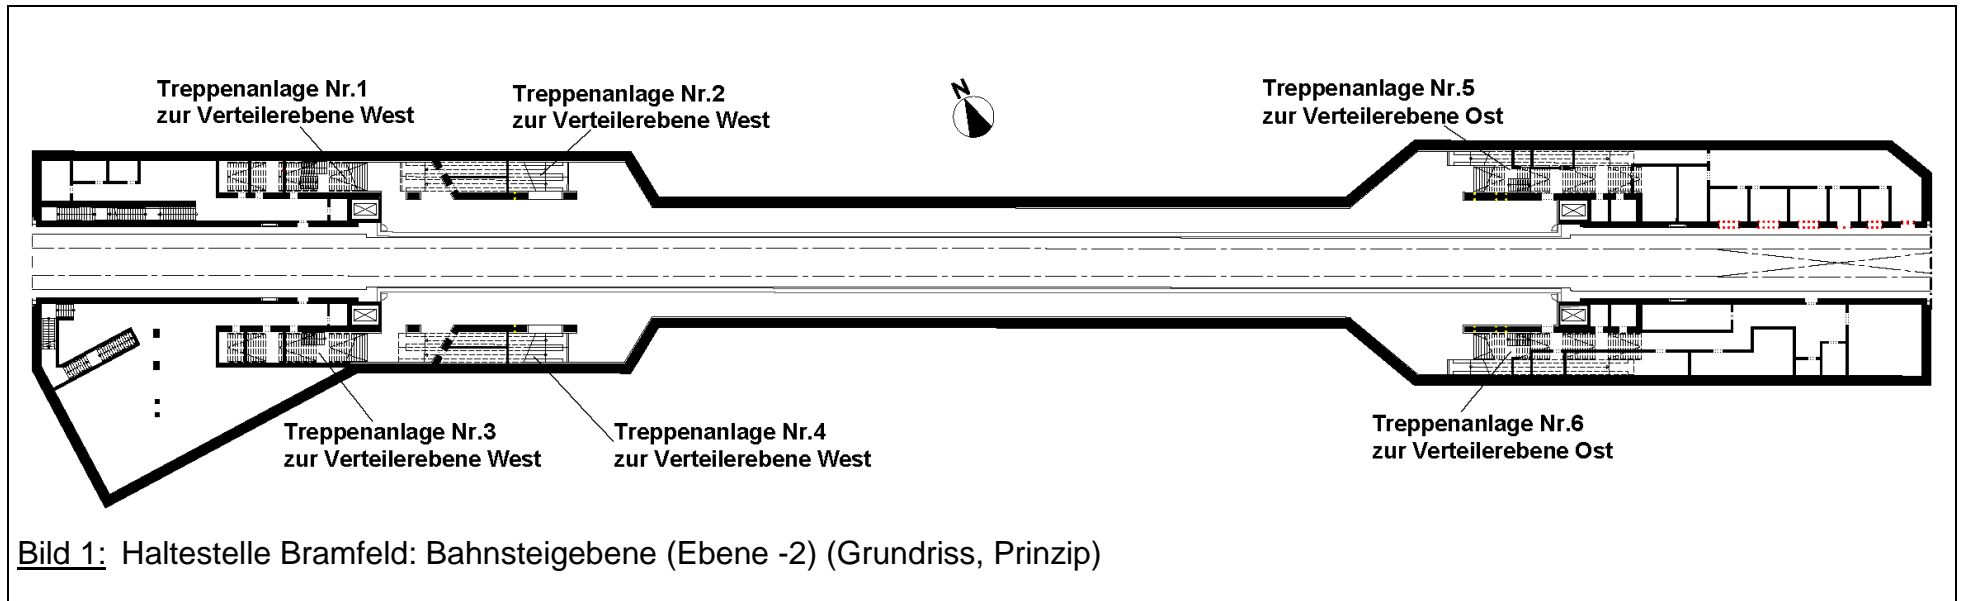 Treppenanlage Nr.1
zur Verteilerebene West
Treppenanlage Nr.2
zur Verteilerebene West
N
Treppenanlage Nr.5
zur Verteilerebene Ost
Treppenanlage Nr.3
zur Verteilerebene West
Treppenanlage Nr.4
zur Verteilerebene West
Treppenanlage Nr.6
zur Verteilerebene Ost
Bild 1: Haltestelle Bramfeld: Bahnsteigebene (Ebene -2) (Grundriss, Prinzip)